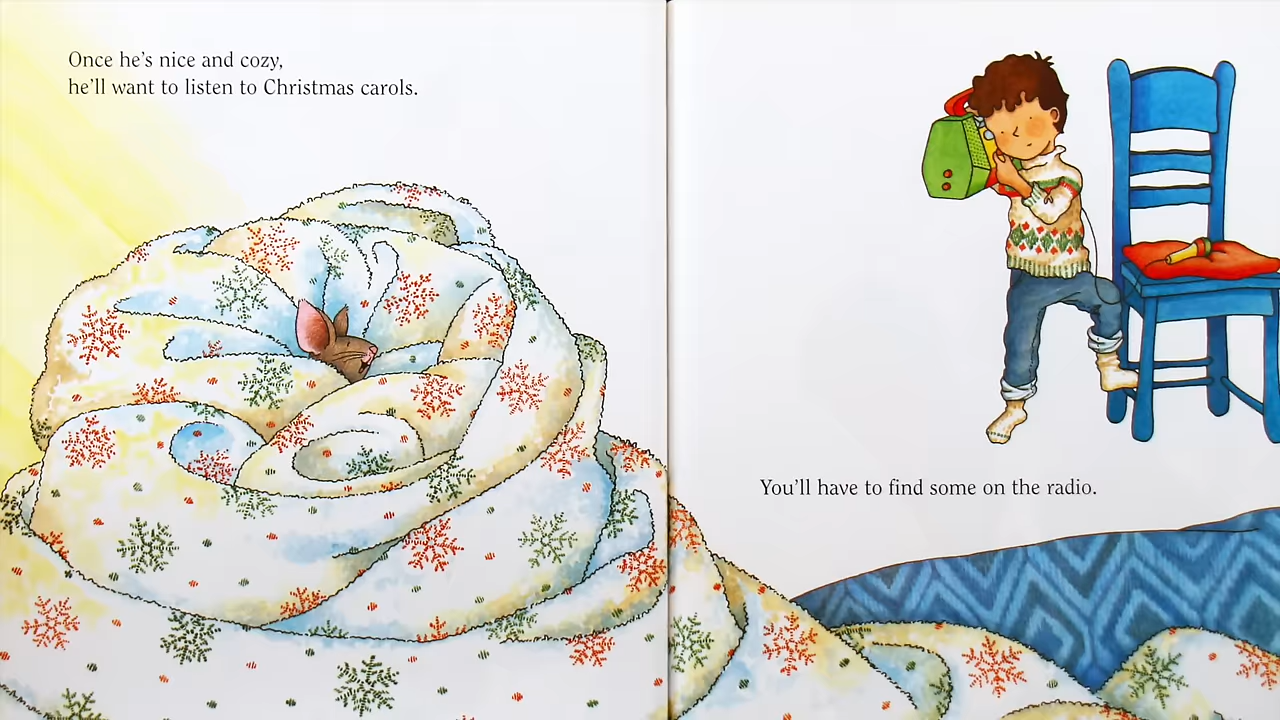 Once he's nice and cozy,
he'll want to listen to Christmas carols.
You'll have to find some on the radio.